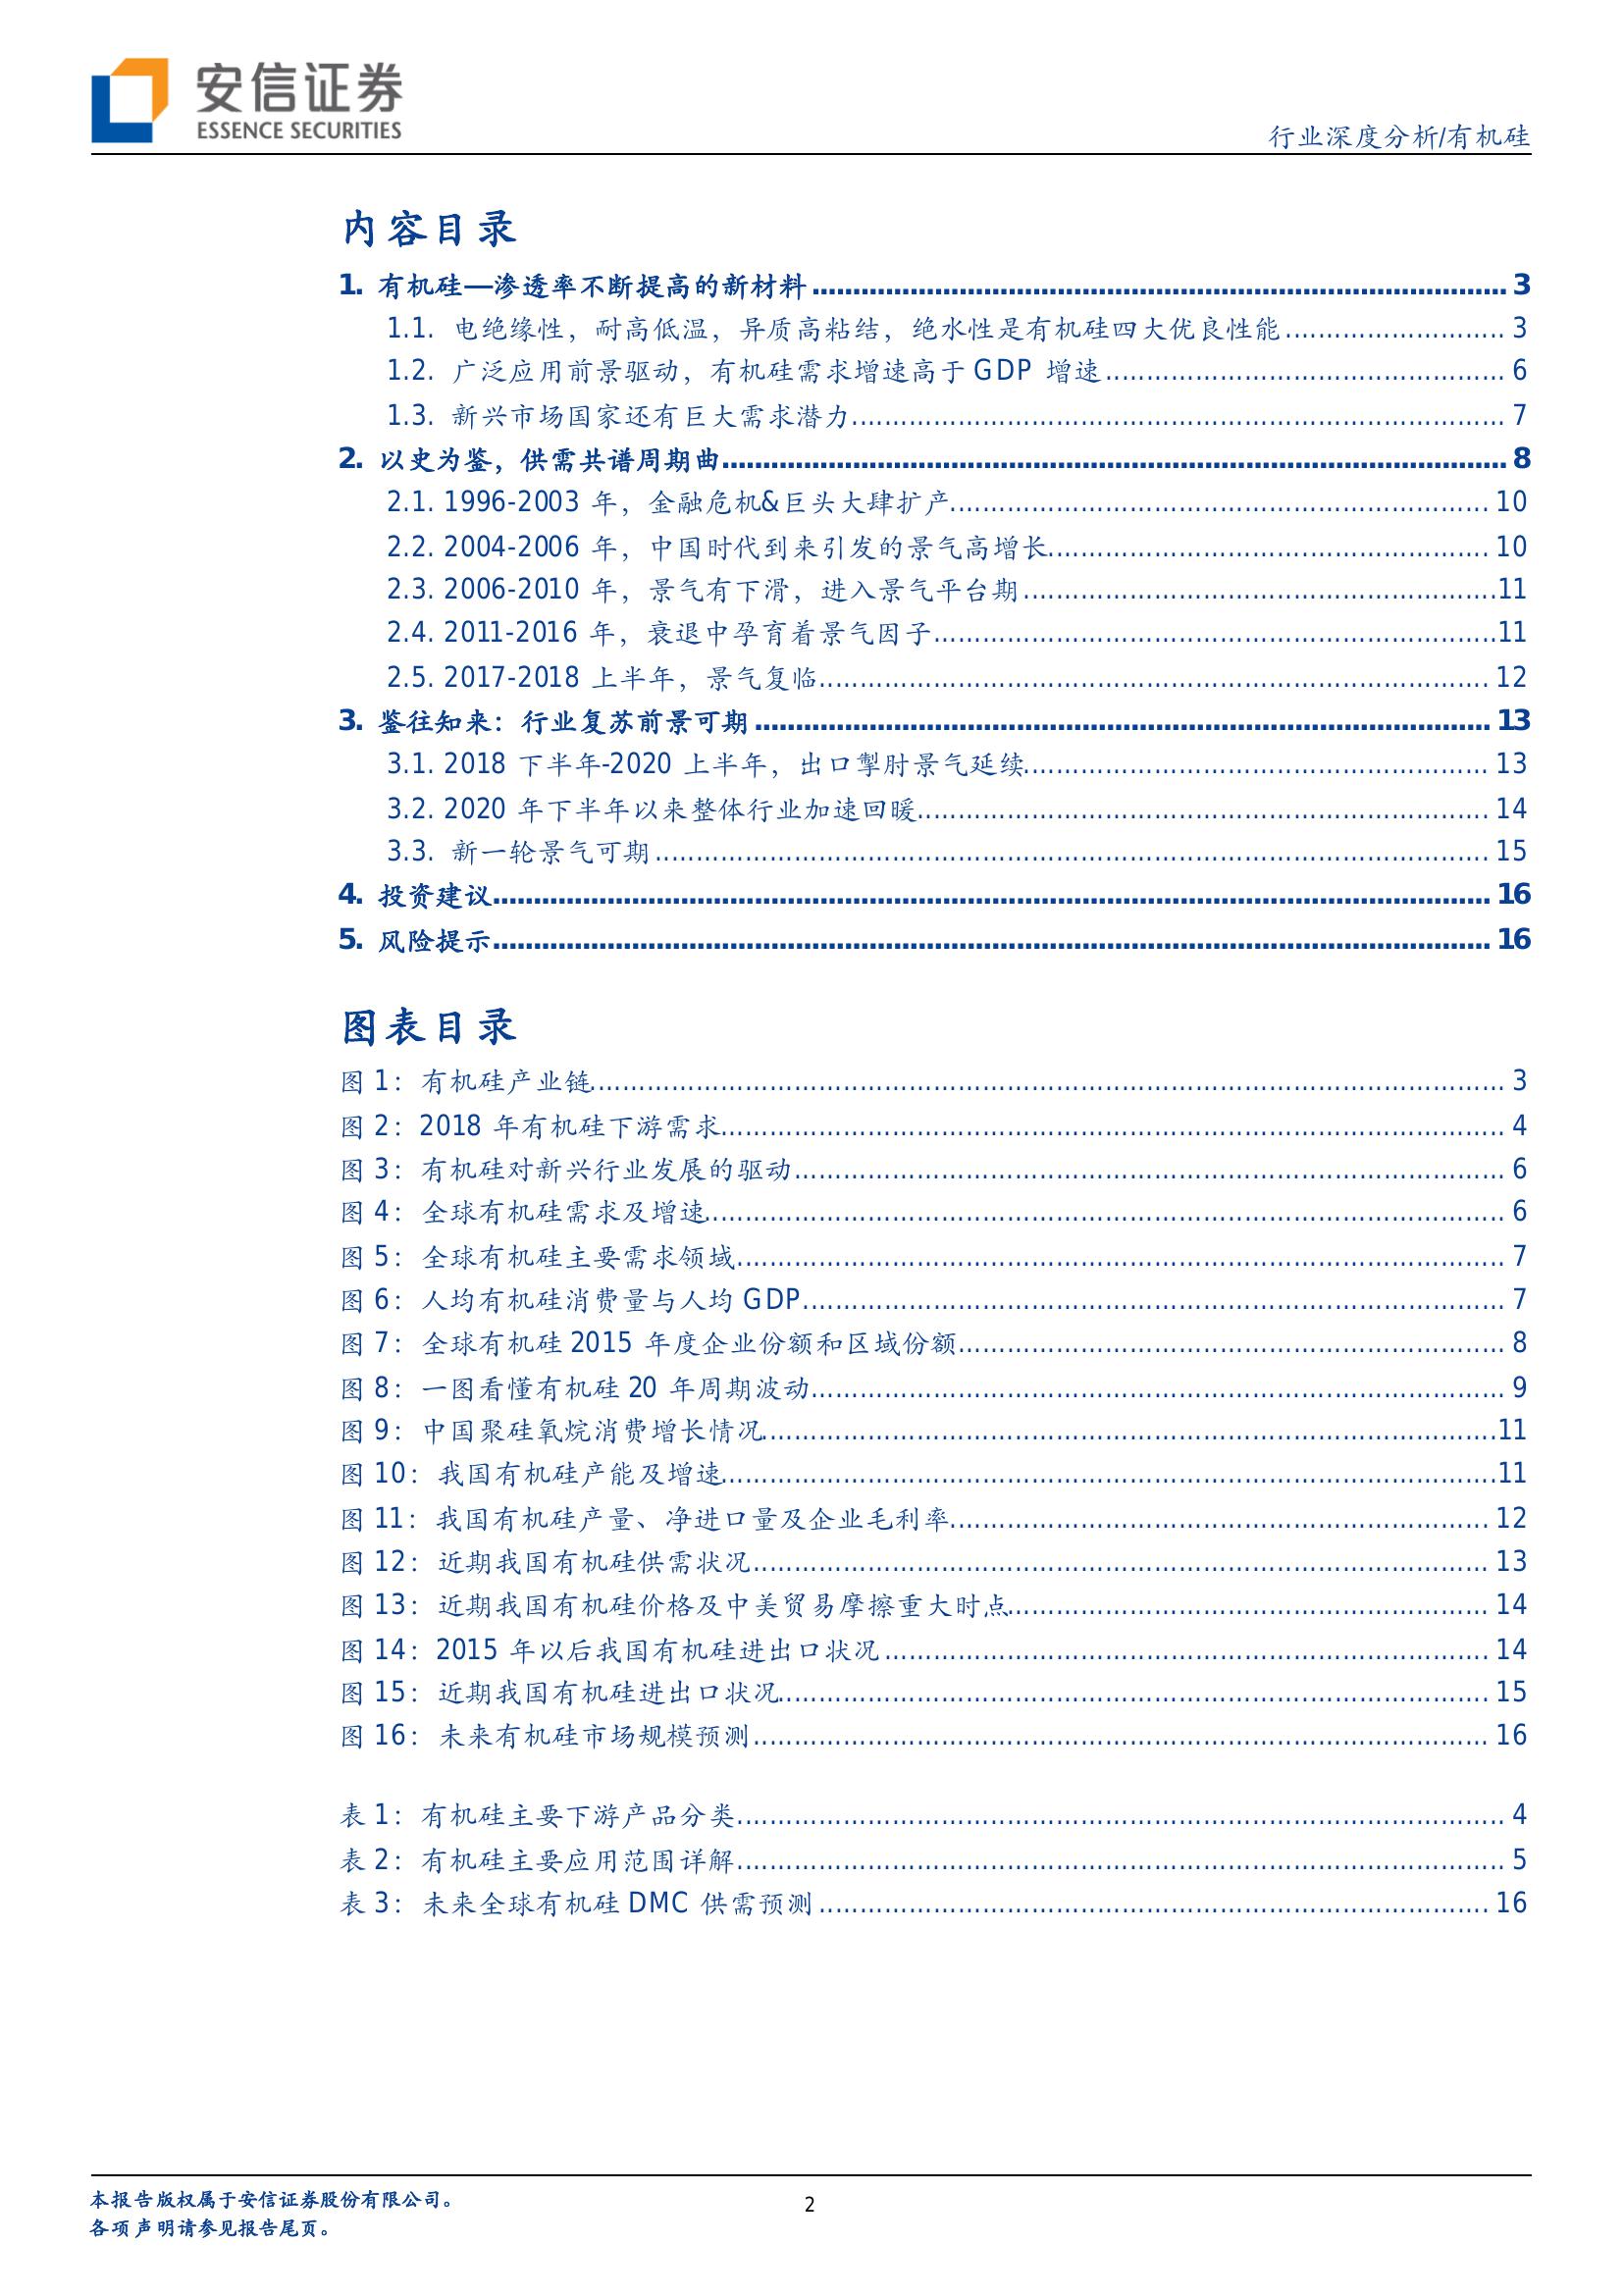 安信证券
ESSENCE SECURITIES
行业深度分析/有机硅
内容目录
1. 有机硅—渗透率不断提高的新材料 3
1.1. 电绝缘性，耐高低温，异质高粘结，绝水性是有机硅四大优良性能 3
1.2. 广泛应用前景驱动，有机硅需求增速高于 GDP 增速 6
1.3. 新兴市场国家还有巨大需求潜力 7
2. 以史为鉴，供需共谱周期曲 8
2.1. 1996-2003 年，金融危机&巨头大肆扩产 10
2.2. 2004-2006 年，中国时代到来引发的景气高增长 10
2.3. 2006-2010 年，景气有下滑，进入景气平台期 11
2.4. 2011-2016 年，衰退中孕育着景气因子 11
2.5. 2017-2018 上半年，景气复临 12
3. 鉴往知来：行业复苏前景可期 13
3.1. 2018 下半年-2020 上半年，出口掣肘景气延续 13
3.2. 2020 年下半年以来整体行业加速回暖 14
3.3. 新一轮景气可期 15
4. 投资建议 16
5. 风险提示 16
图表目录
图 1：有机硅产业链 3
图 2：2018 年有机硅下游需求 4
图 3：有机硅对新兴行业发展的驱动 6
图 4：全球有机硅需求及增速 6
图 5：全球有机硅主要需求领域 7
图 6：人均有机硅消费量与人均 GDP 7
图 7：全球有机硅 2015 年度企业份额和区域份额 8
图 8：一图看懂有机硅 20 年周期波动 9
图 9：中国聚硅氧烷消费增长情况 11
图 10：我国有机硅产能及增速 11
图 11：我国有机硅产量、净进口量及企业毛利率 12
图 12：近期我国有机硅供需状况 13
图 13：近期我国有机硅价格及中美贸易摩擦重大时点 14
图 14：2015 年以后我国有机硅进出口状况 14
图 15：近期我国有机硅进出口状况 15
图 16：未来有机硅市场规模预测 16
表 1：有机硅主要下游产品分类 4
表 2：有机硅主要应用范围详解 5
表 3：未来全球有机硅 DMC 供需预测 16
本报告版权属于安信证券股份有限公司。
各项声明请参见报告尾页。
2